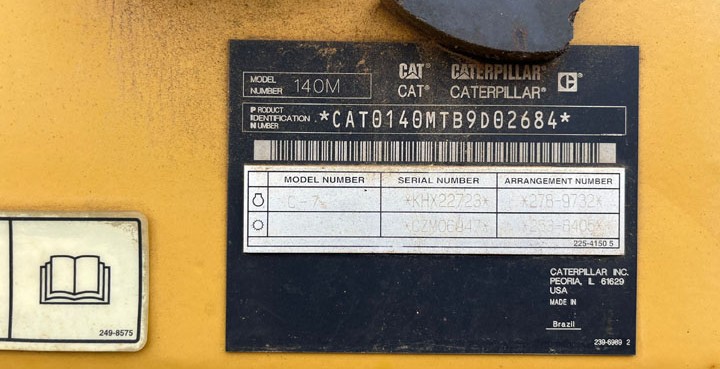 MODEL NUMBER 140M
CAT® CATERPILLAR®
CAT® CATERPILLAR® C®
PRODUCT IDENTIFICATION NUMBER *CAT0140MTB9D02684*
MODEL NUMBER SERIAL NUMBER ARRANGEMENT NUMBER
C-7 *KHX22723* *278-9732*
225-4150 5
CATERPILLAR INC.
PEORIA, IL 61629
USA
MADE IN
Brazil
239-6989 2
249-8575